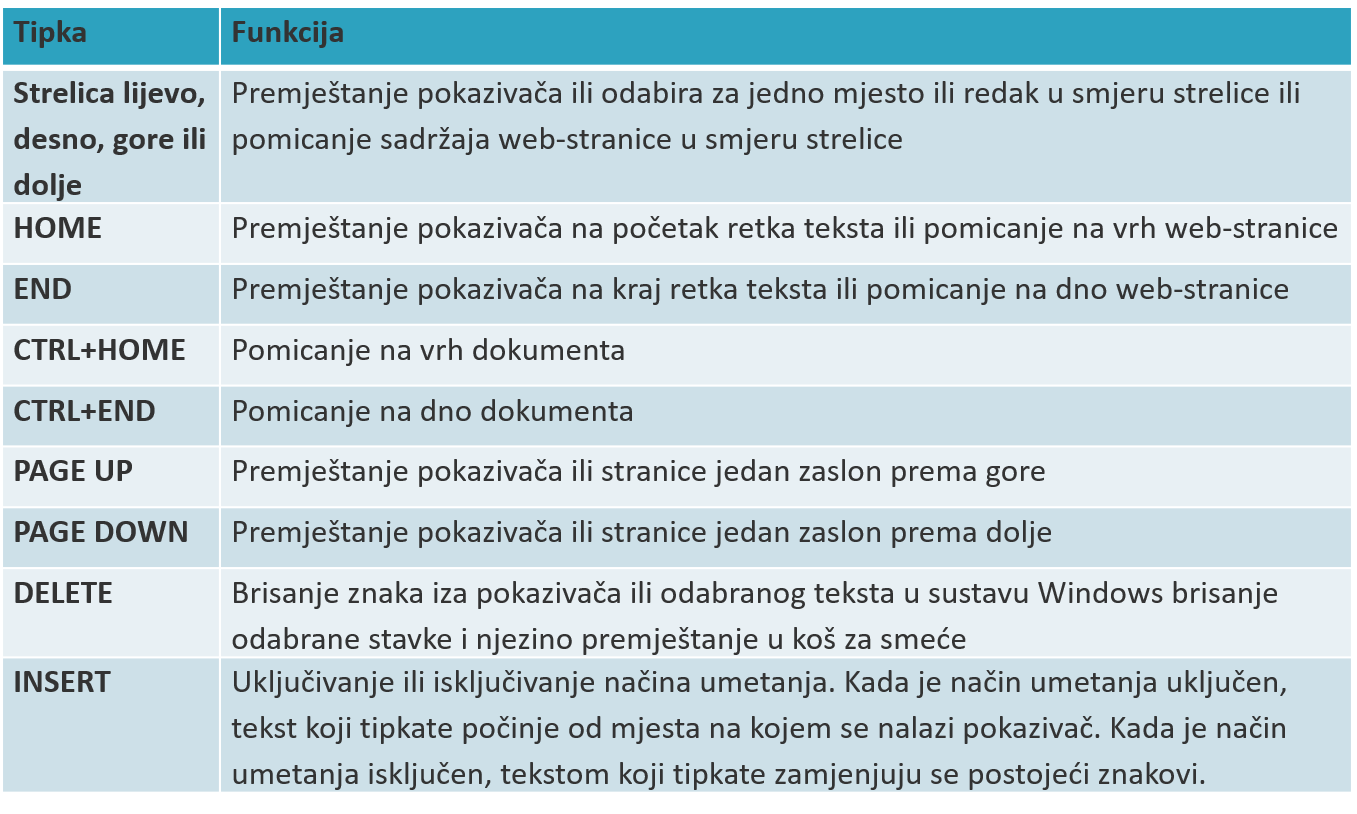 Tipka Funkcija
Strelica lijevo, desno, gore ili dolje
Premještanje pokazivača ili odabira za jedno mjesto ili redak u smjeru strelice ili
pomicanje sadržaja web-stranice u smjeru strelice
HOME Premještanje pokazivača na početak retka teksta ili pomicanje na vrh web-stranice
END Premještanje pokazivača na kraj retka teksta ili pomicanje na dno web-stranice
CTRL+HOME Pomicanje na vrh dokumenta
CTRL+END Pomicanje na dno dokumenta
PAGE UP Premještanje pokazivača ili stranice jedan zaslon prema gore
PAGE DOWN Premještanje pokazivača ili stranice jedan zaslon prema dolje
DELETE Brisanje znaka iza pokazivača ili odabranog teksta u sustavu Windows brisanje
odabrane stavke i njezino premještanje u koš za smeće
INSERT Uključivanje ili isključivanje načina umetanja. Kada je način umetanja uključen,
tekst koji tipkate počinje od mjesta na kojem se nalazi pokazivač. Kada je način
umetanja isključen, tekstom koji tipkate zamjenjuju se postojeći znakovi.